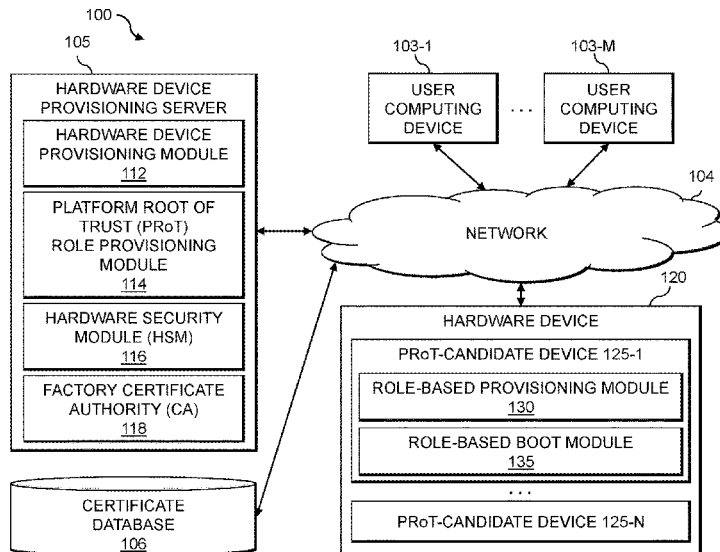 100
105
HARDWARE DEVICE
PROVISIONING SERVER
HARDWARE DEVICE
PROVISIONING MODULE
112
PLATFORM ROOT OF
TRUST (PRoT)
ROLE PROVISIONING
MODULE
114
HARDWARE SECURITY
MODULE (HSM)
116
FACTORY CERTIFICATE
AUTHORITY (CA)
118
CERTIFICATE
DATABASE
106
103-1
USER
COMPUTING
DEVICE
...
103-M
USER
COMPUTING
DEVICE
104
NETWORK
120
HARDWARE DEVICE
PRoT-CANDIDATE DEVICE 125-1
ROLE-BASED PROVISIONING MODULE
130
ROLE-BASED BOOT MODULE
135
...
PRoT-CANDIDATE DEVICE 125-N